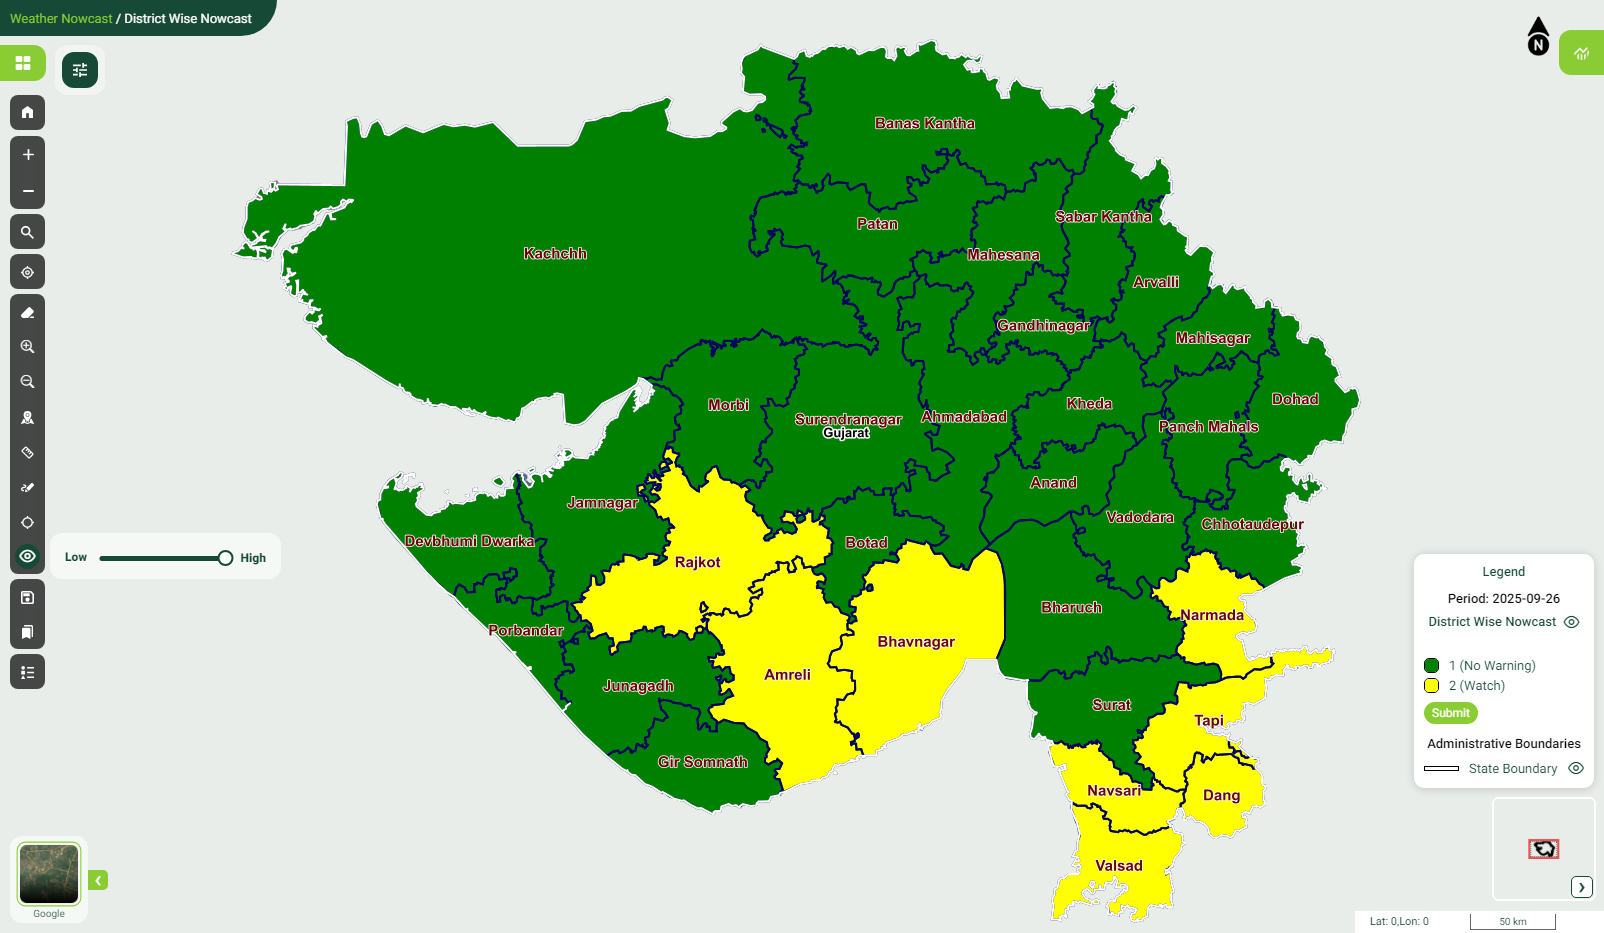 Weather Nowcast / District Wise Nowcast
N
Banas Kantha
Patan
Sabar Kantha
Kachchh
Mahesana
Arvalli
Gandhinagar
Mahisagar
Morbi
Surendranagar
Gujarat
Ahmadabad
Kheda
Dohad
Panch Mahals
Jamnagar
Anand
Vadodara
Chhotaudepur
Devbhumi Dwarka
Botad
Low
High
Rajkot
Porbandar
Bharuch
Narmada
Bhavnagar
Junagadh
Amreli
Surat
Tapi
Gir Somnath
Navsari
Dang
Valsad
Legend
Period: 2025-09-26
District Wise Nowcast
1 (No Warning)
2 (Watch)
Submit
Administrative Boundaries
State Boundary
Google
Lat: 0,Lon: 0
50 km